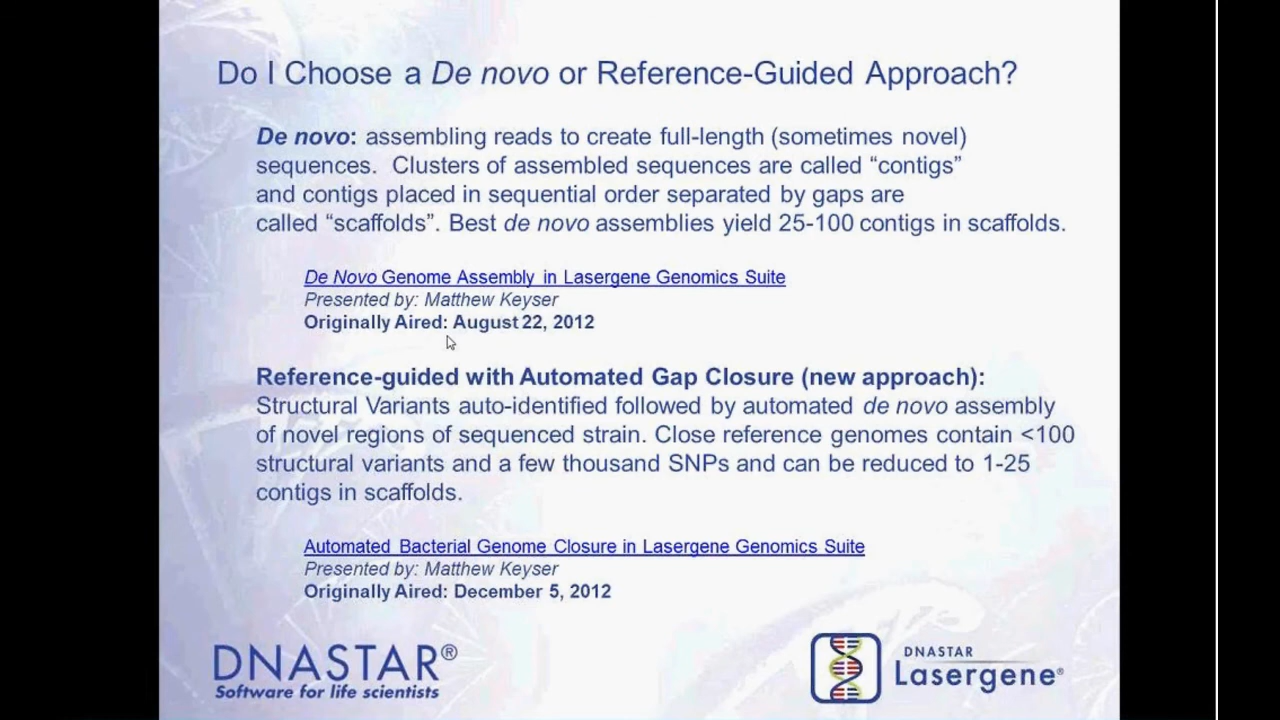 Do I Choose a De novo or Reference-Guided Approach?
De novo: assembling reads to create full-length (sometimes novel)
sequences. Clusters of assembled sequences are called “contigs”
and contigs placed in sequential order separated by gaps are
called “scaffolds”. Best de novo assemblies yield 25-100 contigs in scaffolds.
De Novo Genome Assembly in Lasergene Genomics Suite
Presented by: Matthew Keyser
Originally Aired: August 22, 2012
Reference-guided with Automated Gap Closure (new approach):
Structural Variants auto-identified followed by automated de novo assembly
of novel regions of sequenced strain. Close reference genomes contain <100
structural variants and a few thousand SNPs and can be reduced to 1-25
contigs in scaffolds.
Automated Bacterial Genome Closure in Lasergene Genomics Suite
Presented by: Matthew Keyser
Originally Aired: December 5, 2012
DNASTAR®
Software for life scientists
DNASTAR
Lasergene®